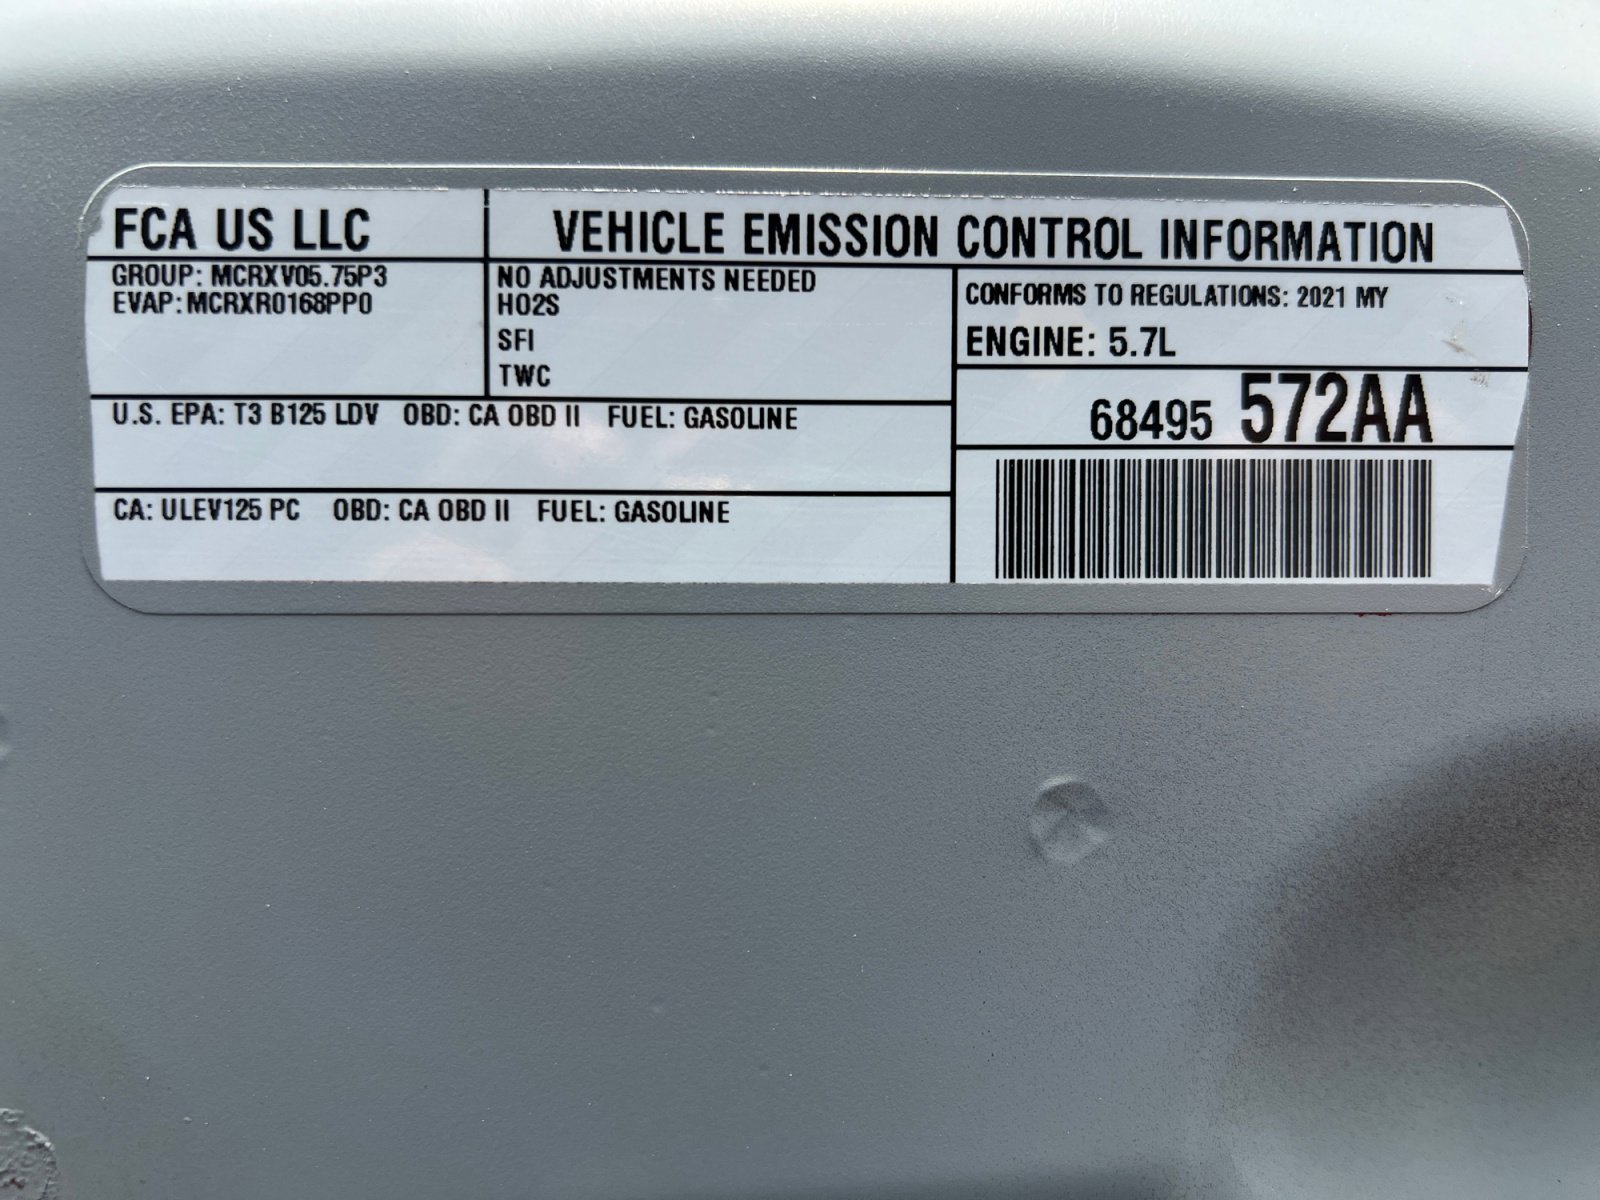 FCA US LLC
VEHICLE EMISSION CONTROL INFORMATION
GROUP: MCRXV05.75P3
EVAP: MCRXR0168PP0
NO ADJUSTMENTS NEEDED
HO2S
SFI
TWC
CONFORMS TO REGULATIONS: 2021 MY
ENGINE: 5.7L
68495 572AA
U.S. EPA: T3 B125 LDV OBD: CA OBD II FUEL: GASOLINE
CA: ULEV125 PC OBD: CA OBD II FUEL: GASOLINE